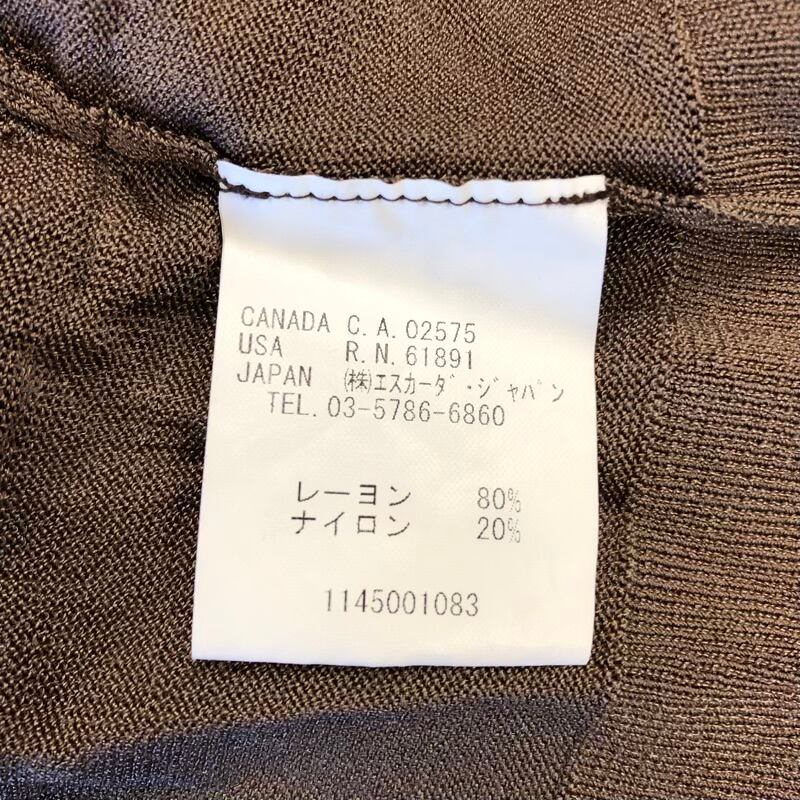 CANADA C.A.02575
USA R.N.61891
JAPAN (株)エスカーダ・ジャパン
TEL.03-5786-6860
レーヨン 80%
ナイロン 20%
1145001083